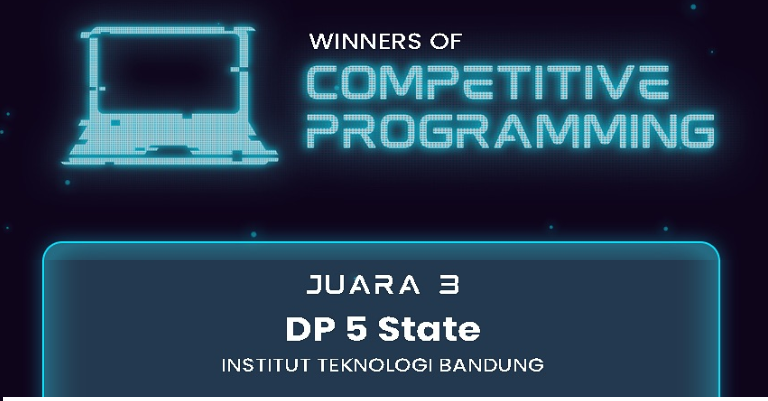 WINNERS OF
COMPETITIVE
PROGRAMMING
JUARA 3
DP 5 State
INSTITUT TEKNOLOGI BANDUNG